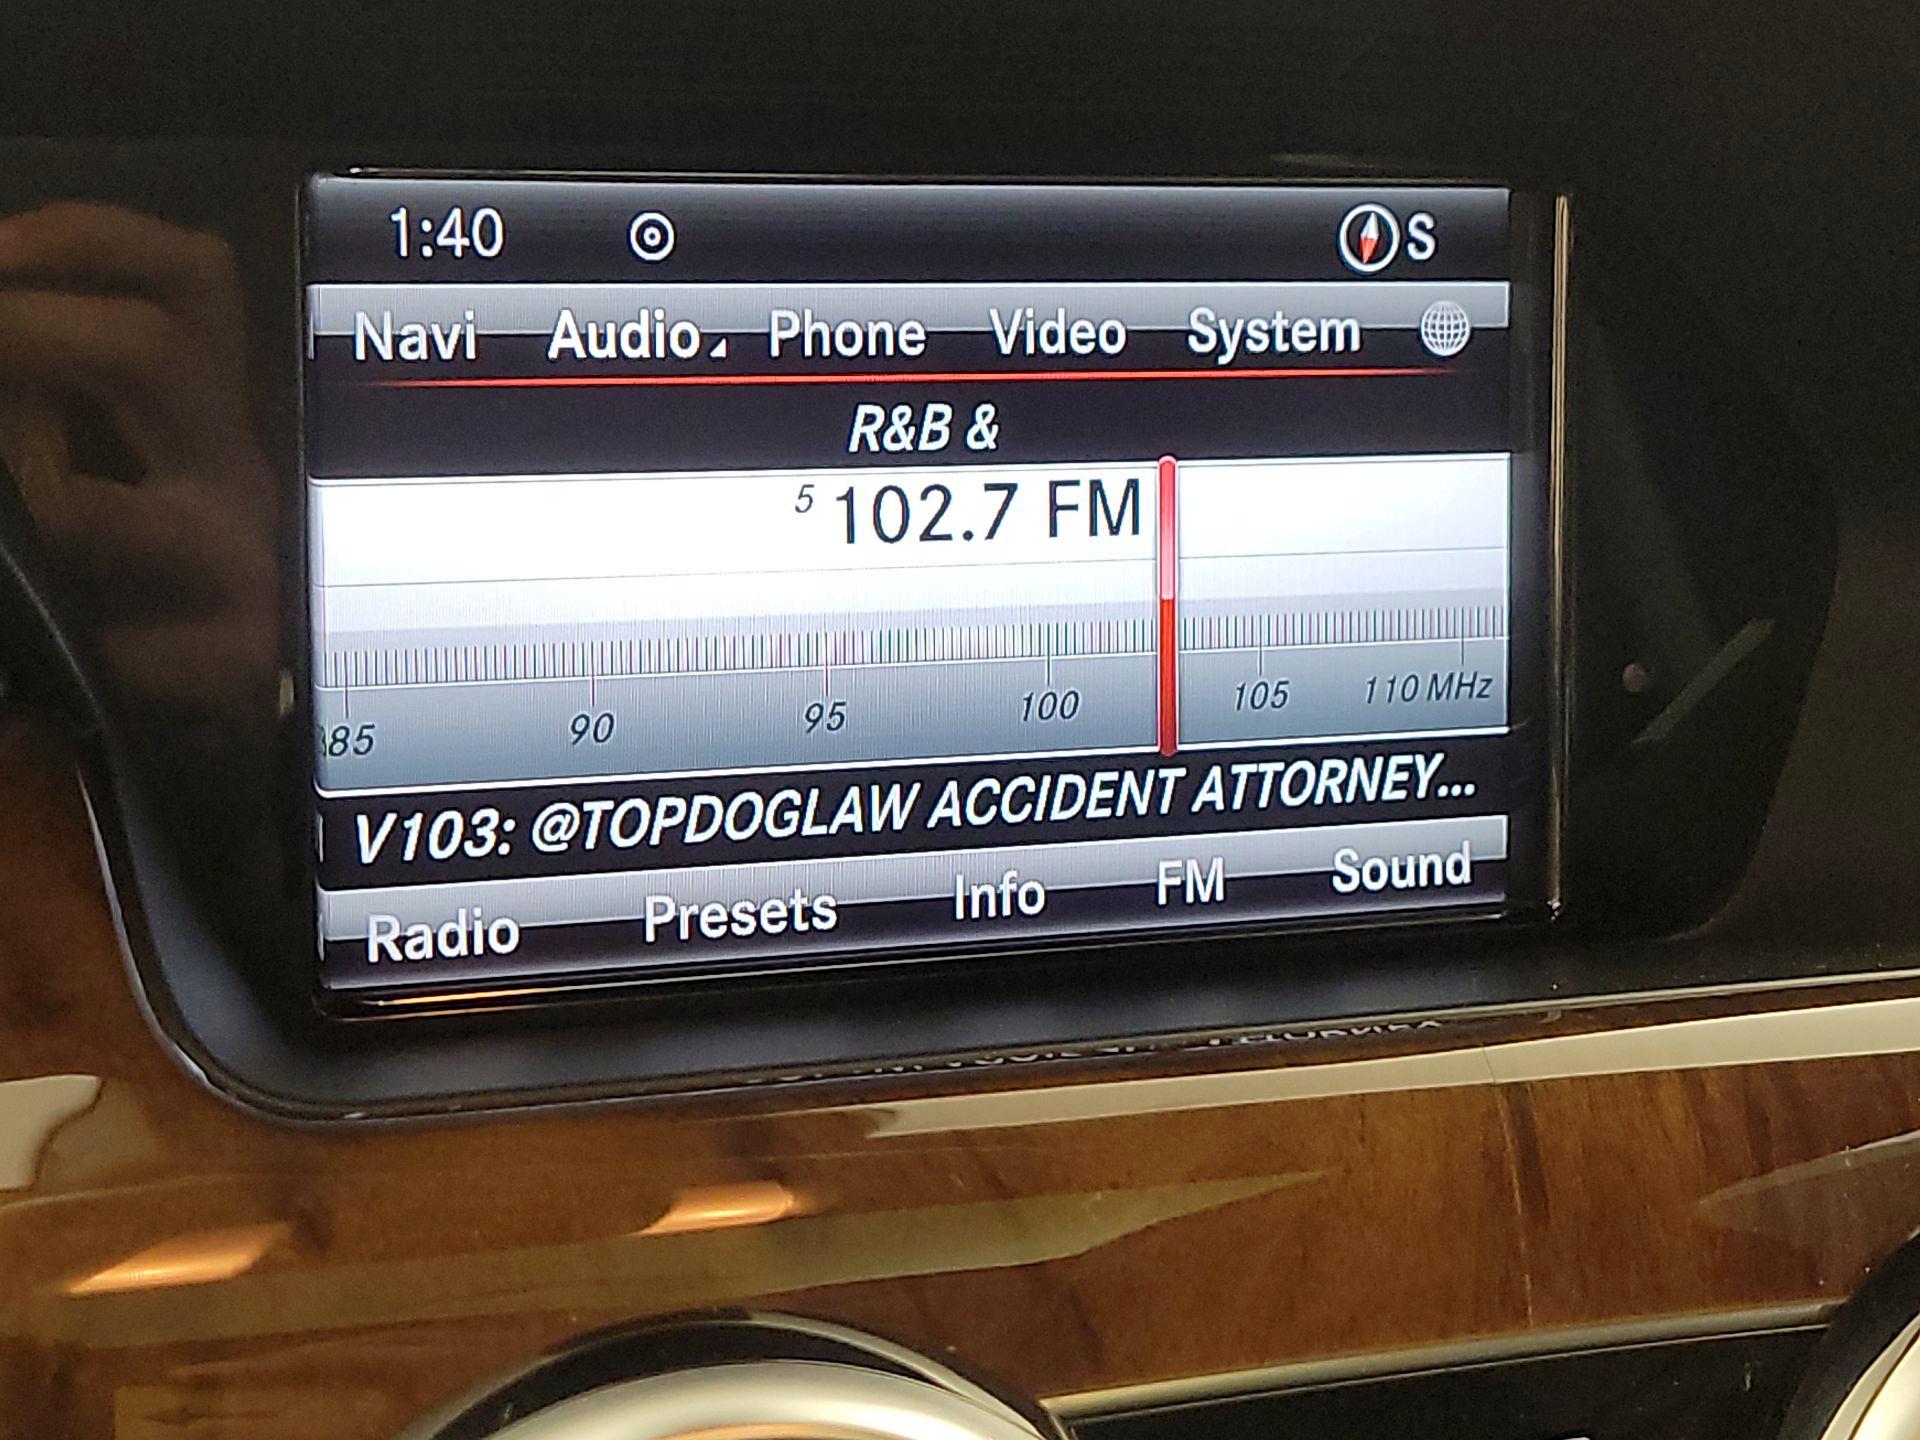 1:40 S
Navi Audio Phone Video System
R&B &
5 102.7 FM
85 90 95 100 105 110 MHz
V103: @TOPDOGLAW ACCIDENT ATTORNEY...
Radio Presets Info FM Sound